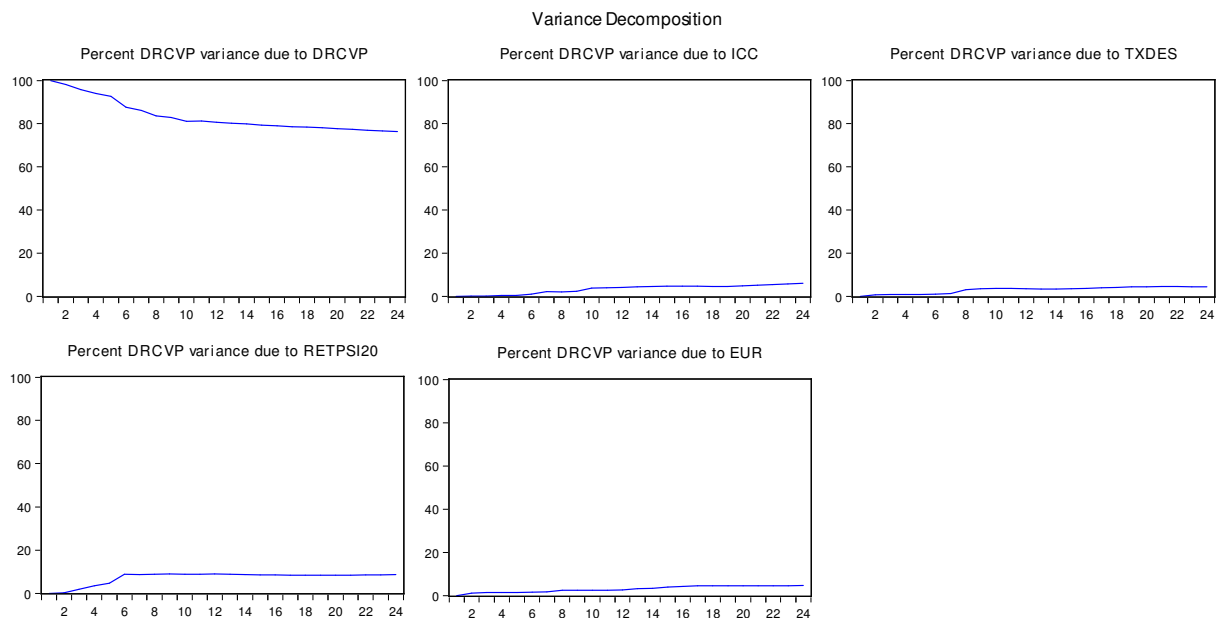 Variance Decomposition
Percent DRCVP variance due to DRCVP
100
80
60
40
20
0
2 4 6 8 10 12 14 16 18 20 22 24
Percent DRCVP variance due to ICC
100
80
60
40
20
0
2 4 6 8 10 12 14 16 18 20 22 24
Percent DRCVP variance due to TXDES
100
80
60
40
20
0
2 4 6 8 10 12 14 16 18 20 22 24
Percent DRCVP variance due to RETPSI20
100
80
60
40
20
0
2 4 6 8 10 12 14 16 18 20 22 24
Percent DRCVP variance due to EUR
100
80
60
40
20
0
2 4 6 8 10 12 14 16 18 20 22 24